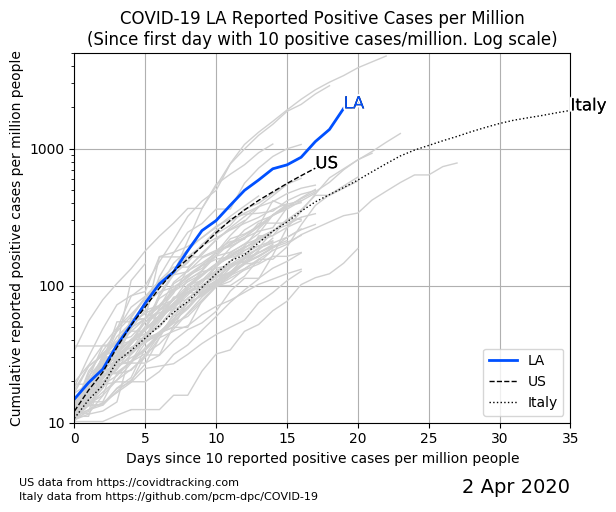 COVID-19 LA Reported Positive Cases per Million
(Since first day with 10 positive cases/million. Log scale)
Cumulative reported positive cases per million people
1000
100
10
LA
US
Italy
LA
US
Italy
0 5 10 15 20 25 30 35
Days since 10 reported positive cases per million people
US data from https://covidtracking.com
Italy data from https://github.com/pcm-dpc/COVID-19
2 Apr 2020